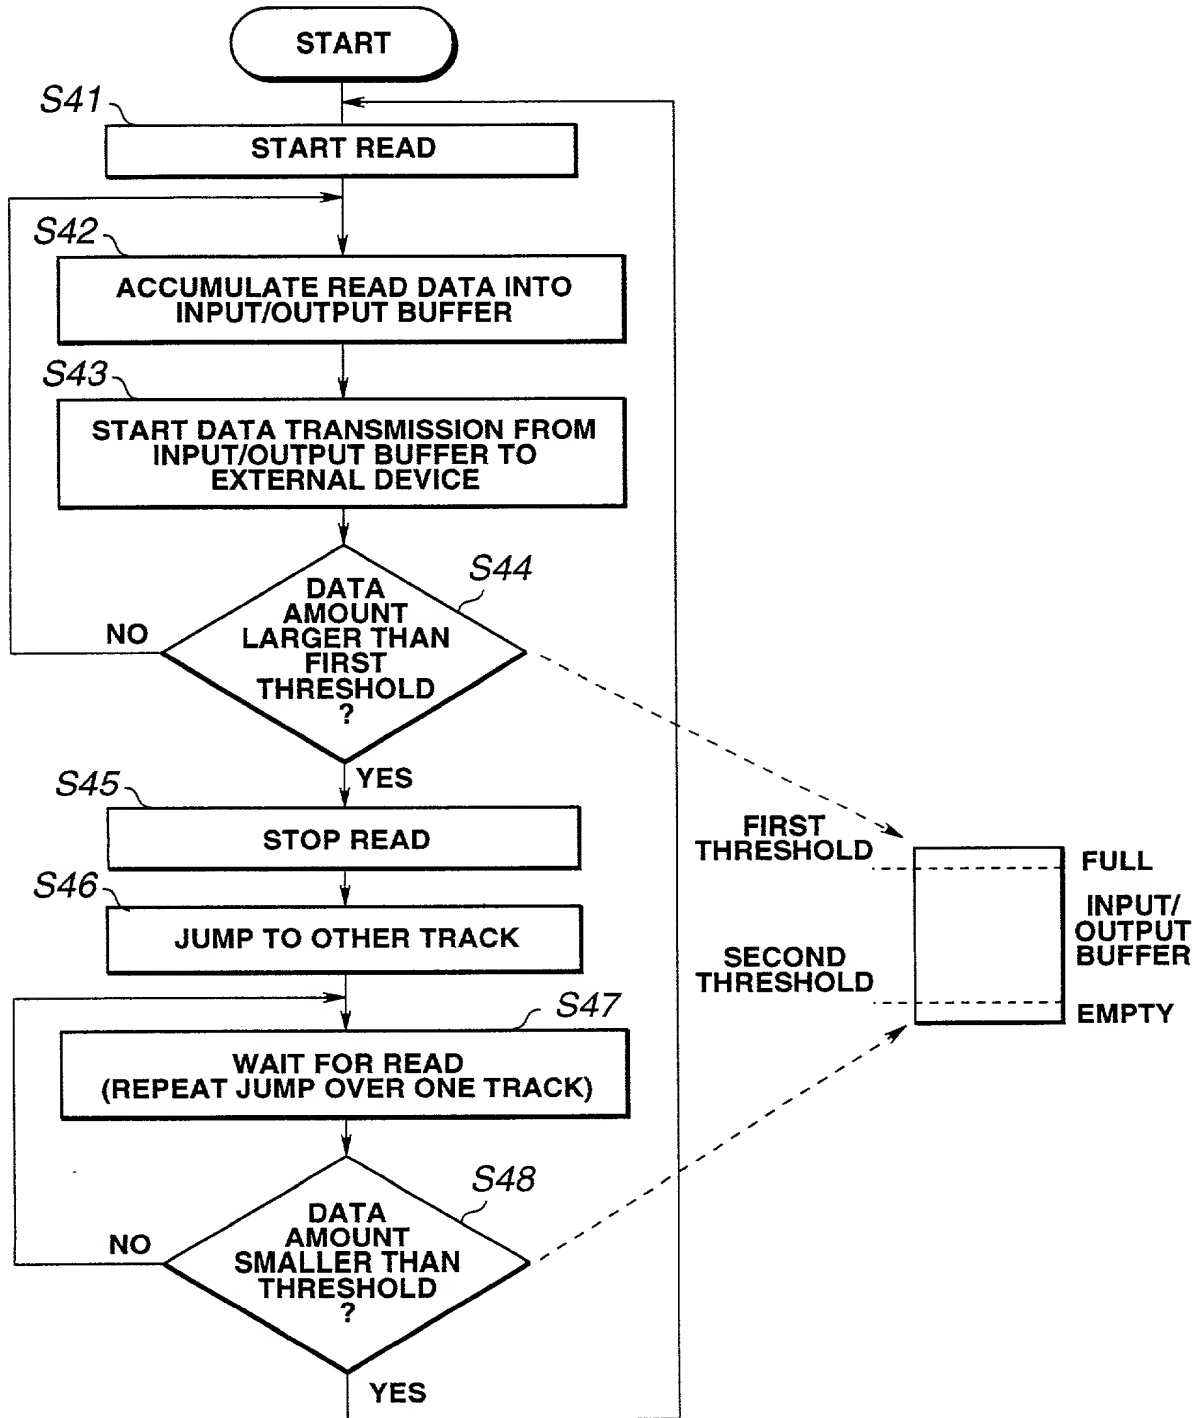 START
S41
START READ
S42
ACCUMULATE READ DATA INTO
INPUT/OUTPUT BUFFER
S43
START DATA TRANSMISSION FROM
INPUT/OUTPUT BUFFER TO
EXTERNAL DEVICE
S44
DATA
AMOUNT
LARGER THAN
FIRST
THRESHOLD
?
NO
YES
S45
STOP READ
S46
JUMP TO OTHER TRACK
S47
WAIT FOR READ
(REPEAT JUMP OVER ONE TRACK)
S48
DATA
AMOUNT
SMALLER THAN
THRESHOLD
?
NO
YES
FIRST
THRESHOLD
FULL
INPUT/
OUTPUT
BUFFER
SECOND
THRESHOLD
EMPTY